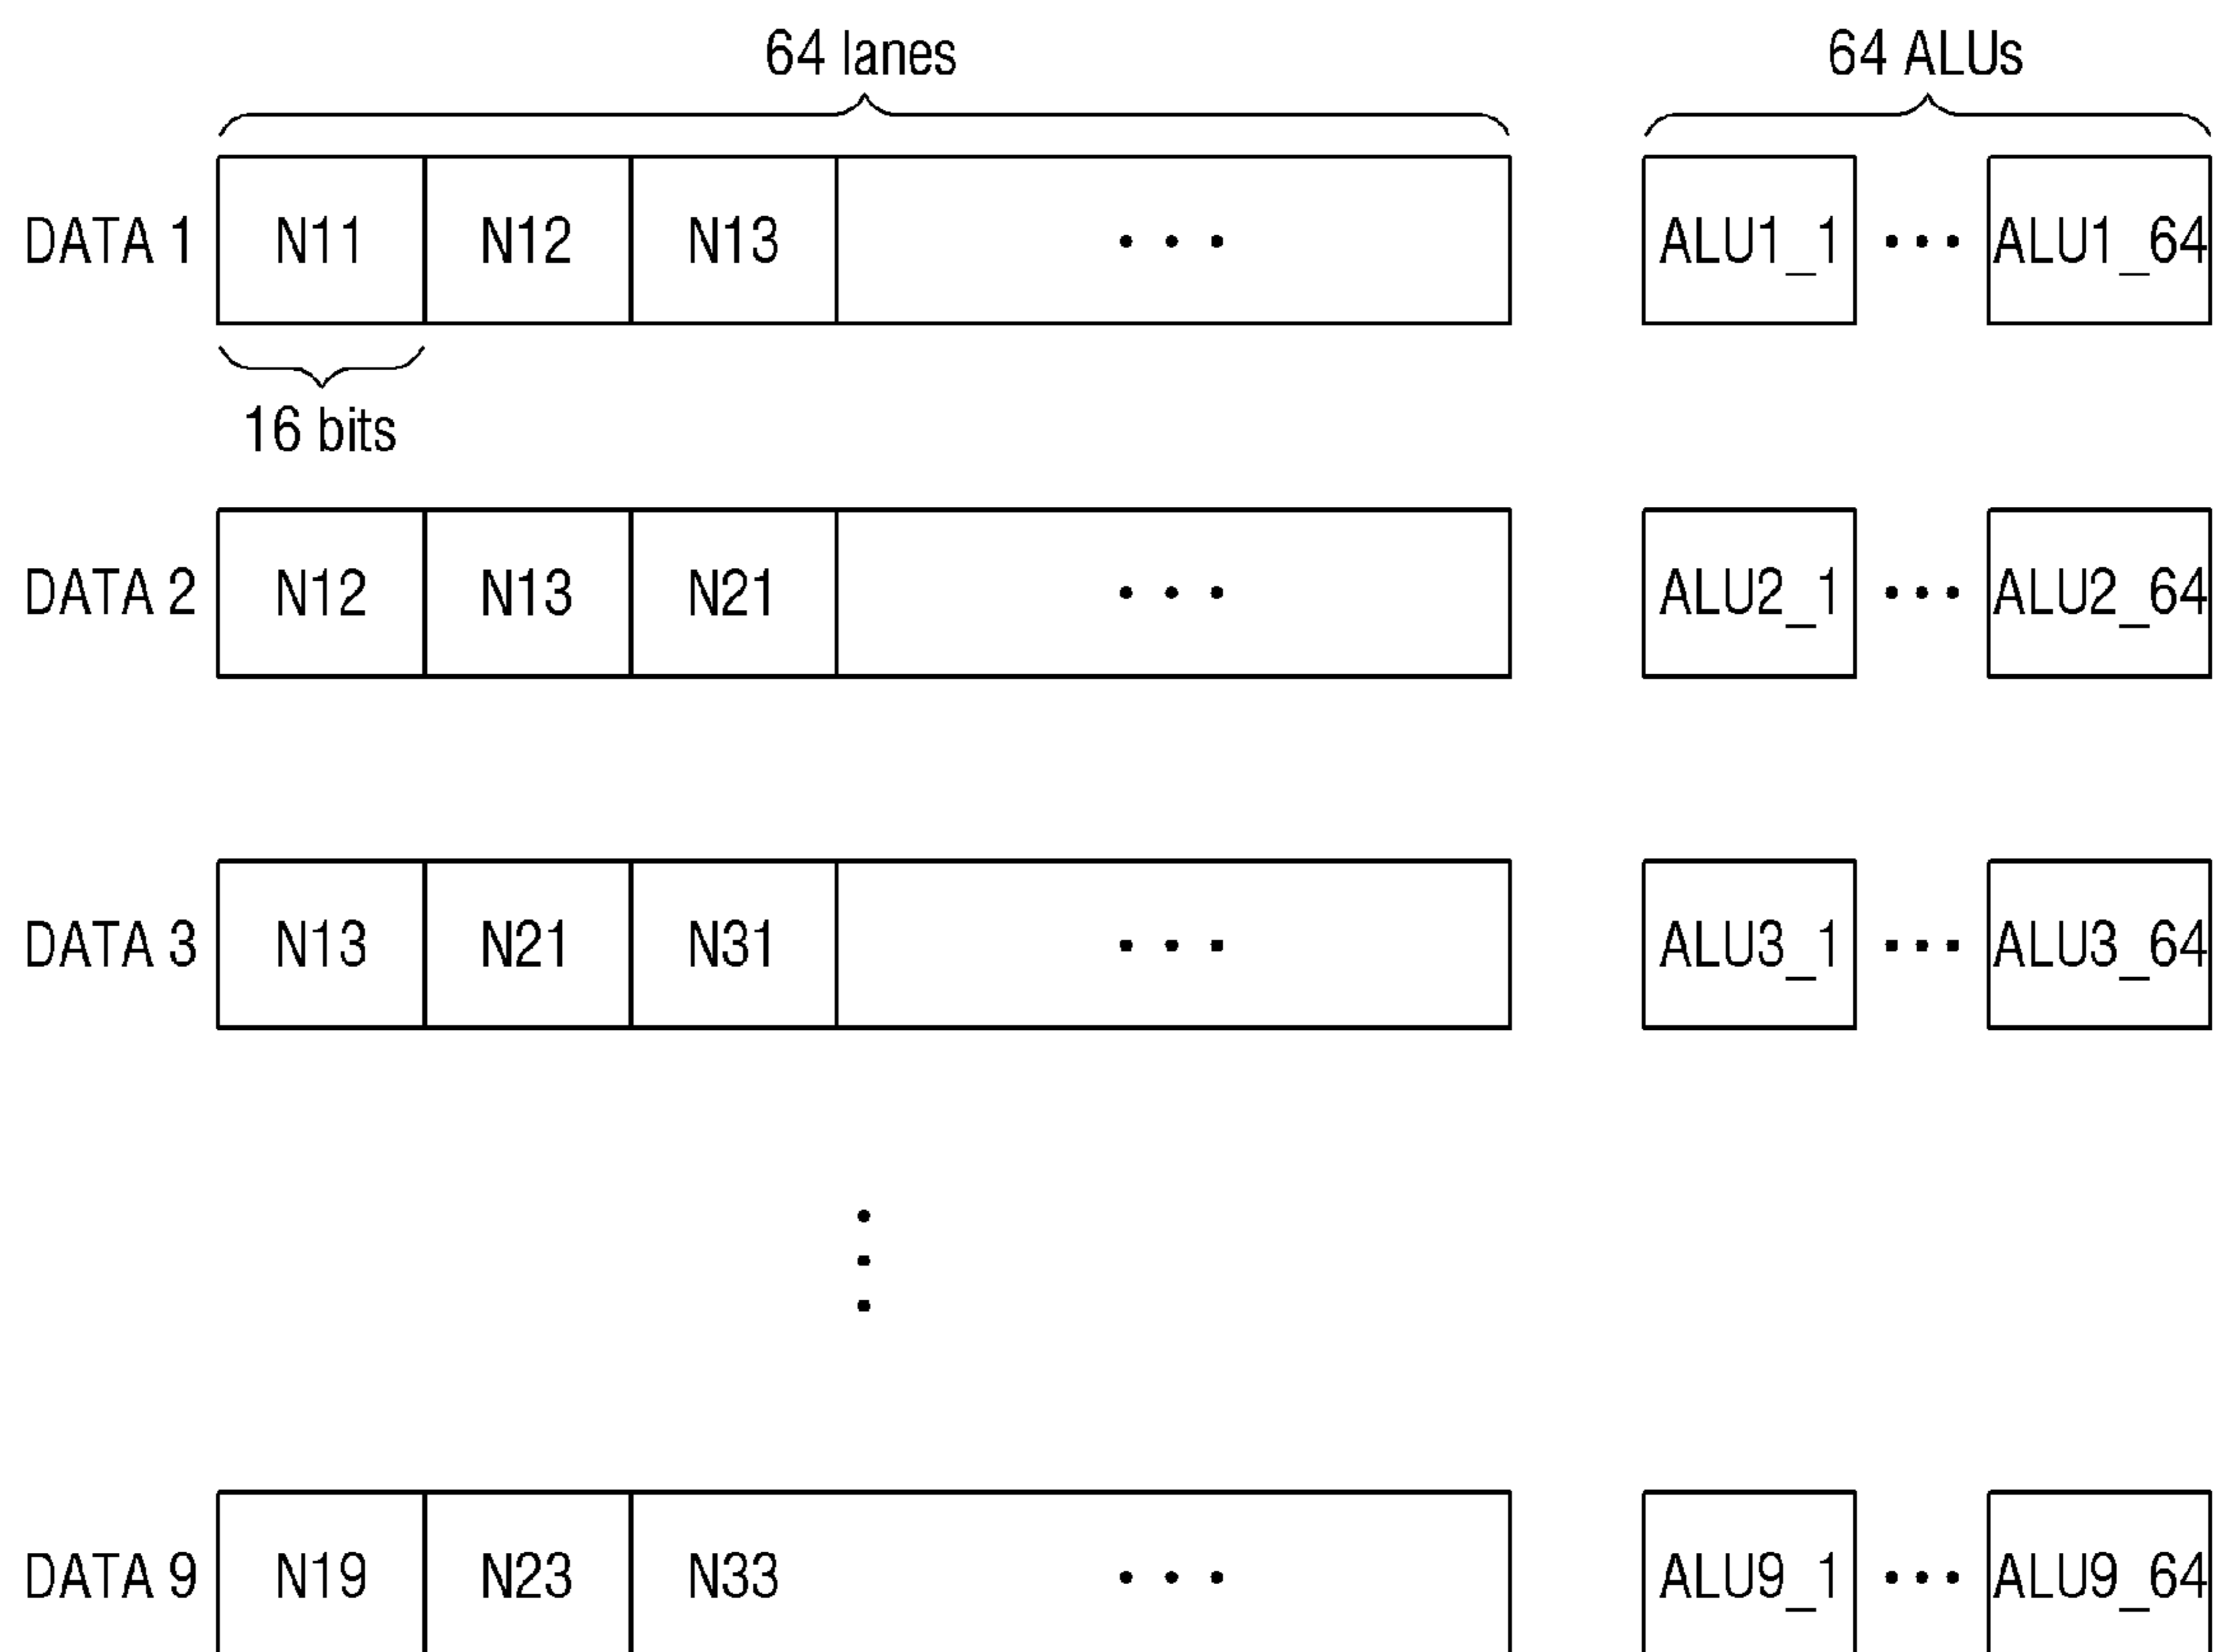 64 lanes 64 ALUs
DATA 1 N11 N12 N13 • • • ALU1_1 ••• ALU1_64
16 bits
DATA 2 N12 N13 N21 • • • ALU2_1 ••• ALU2_64
DATA 3 N13 N21 N31 • • • ALU3_1 ••• ALU3_64
DATA 9 N19 N23 N33 • • • ALU9_1 ••• ALU9_64